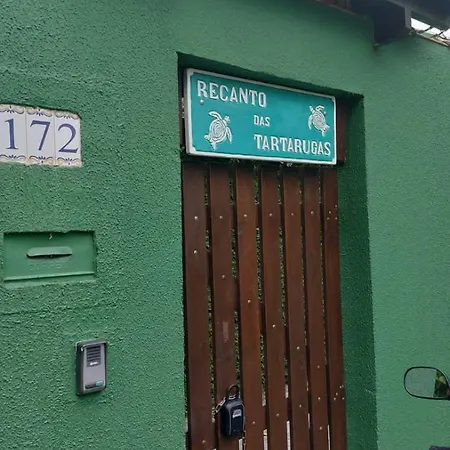 172
RECANTO
DAS
TARTARUGAS